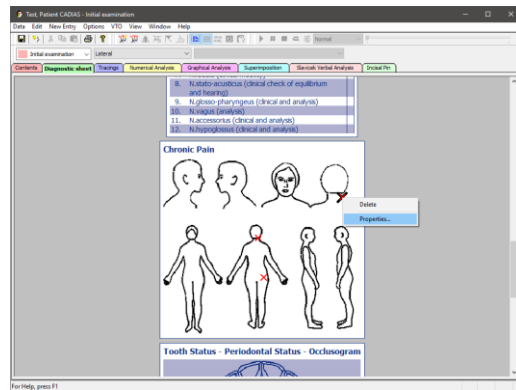 Test, Patient CADIAS - Initial examination
Data Edit New Entry Options VTO View Window Help
Normal
Initial examination Lateral
Contents Diagnostic sheet Tracings Numerical Analysis Graphical Analysis Superimposition Slavicek Verbal Analysis Incisal Pin
8. N.stato-acusticus (clinical check of equilibrium
and hearing)
9. N.glosso-pharyngeus (clinical and analysis)
10. N.vagus (analysis)
11. N.accessorius (clinical and analysis)
12. N.hypoglossus (clinical and analysis)
Chronic Pain
Delete
Properties...
Tooth Status - Periodontal Status - Occlusogram
For Help, press F1